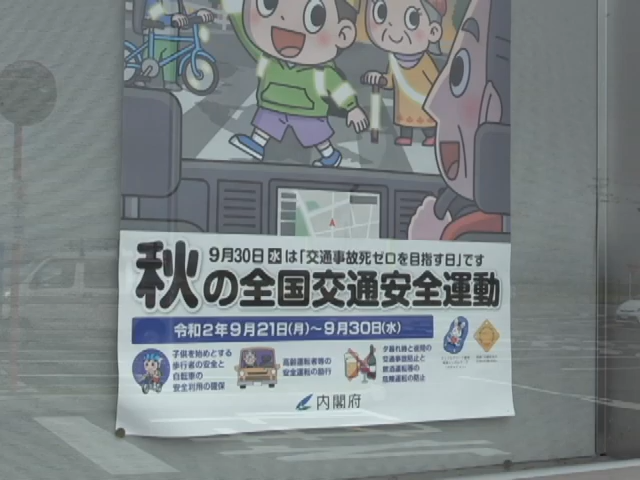 9月30日水は「交通事故死ゼロを目指す日」です
秋の全国交通安全運動
令和2年9月21日(月)～9月30日(水)
子供を始めとする
歩行者の安全と
自転車の
安全利用の確保
高齢運転者等の
安全運転の励行
夕暮れ時と夜間の
交通事故防止と
飲酒運転等の
危険運転の防止
内閣府